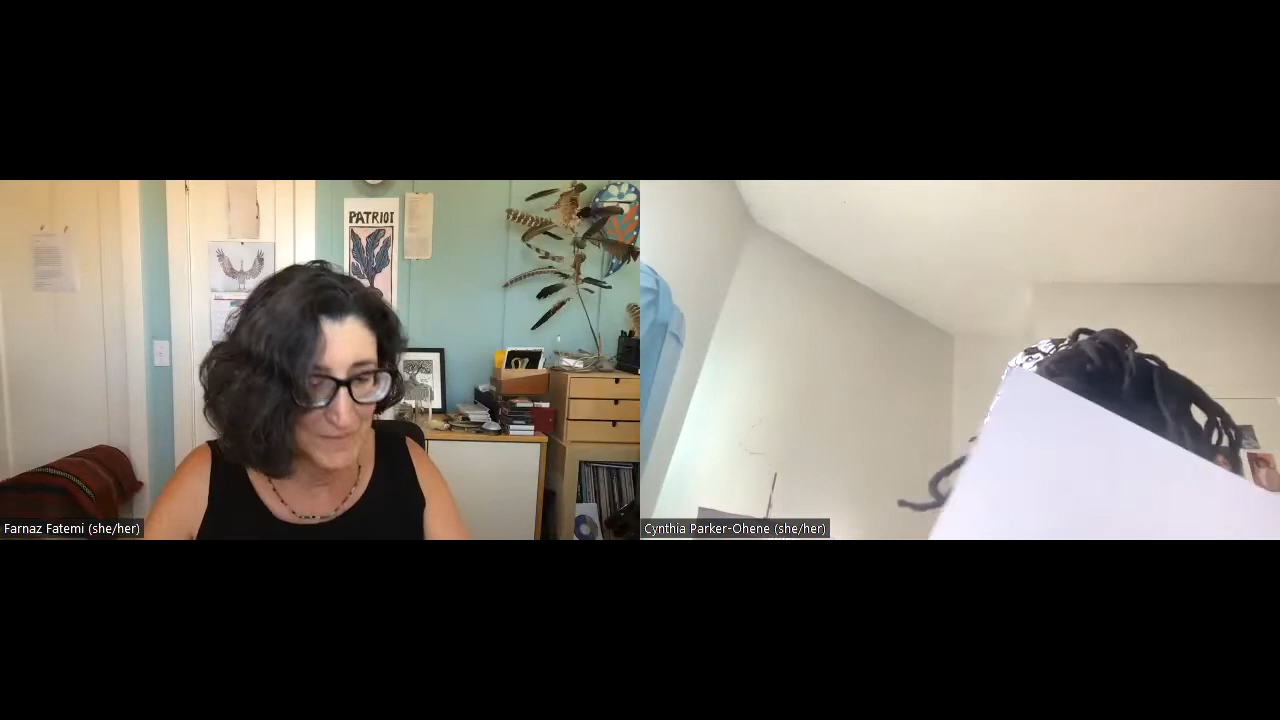 PATRIOT
Farnaz Fatemi (she/her)
Cynthia Parker-Ohene (she/her)